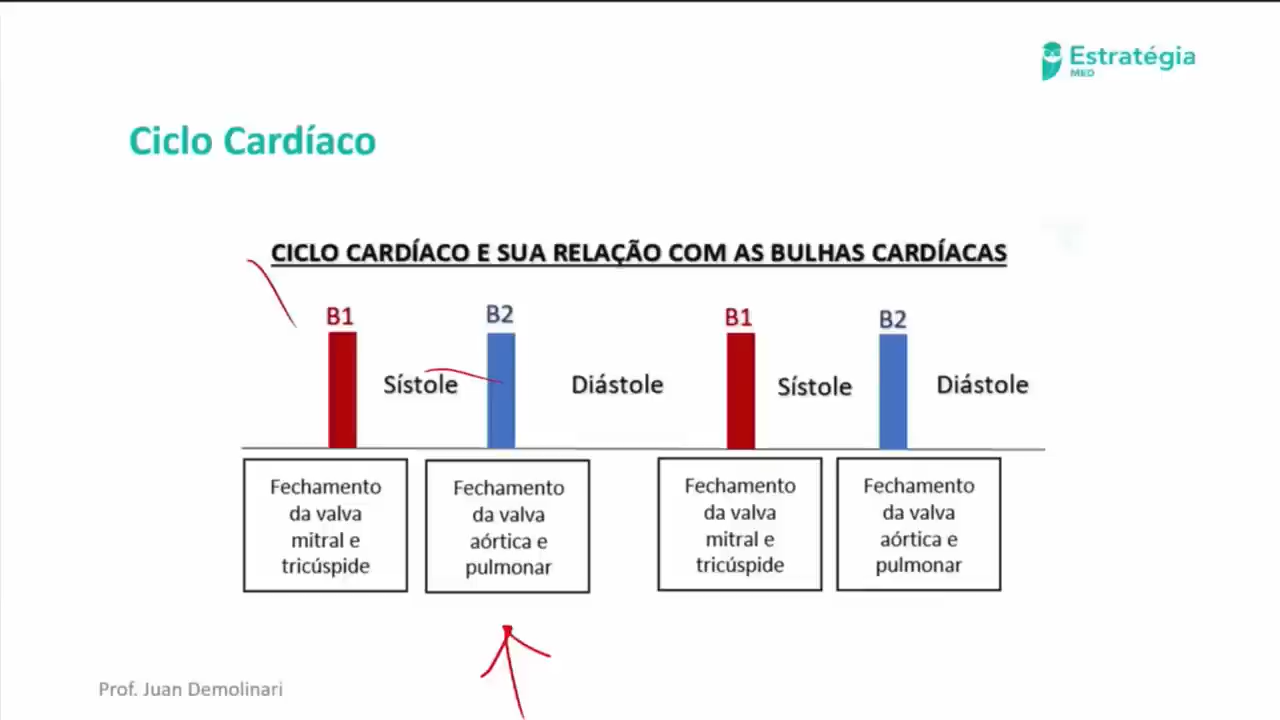 Estratégia
MED
Ciclo Cardíaco
CICLO CARDÍACO E SUA RELAÇÃO COM AS BULHAS CARDÍACAS
B1
B2
B1
B2
Sístole
Diástole
Sístole
Diástole
Fechamento
da valva
mitral e
tricúspide
Fechamento
da valva
aórtica e
pulmonar
Fechamento
da valva
mitral e
tricúspide
Fechamento
da valva
aórtica e
pulmonar
Prof. Juan Demolinari